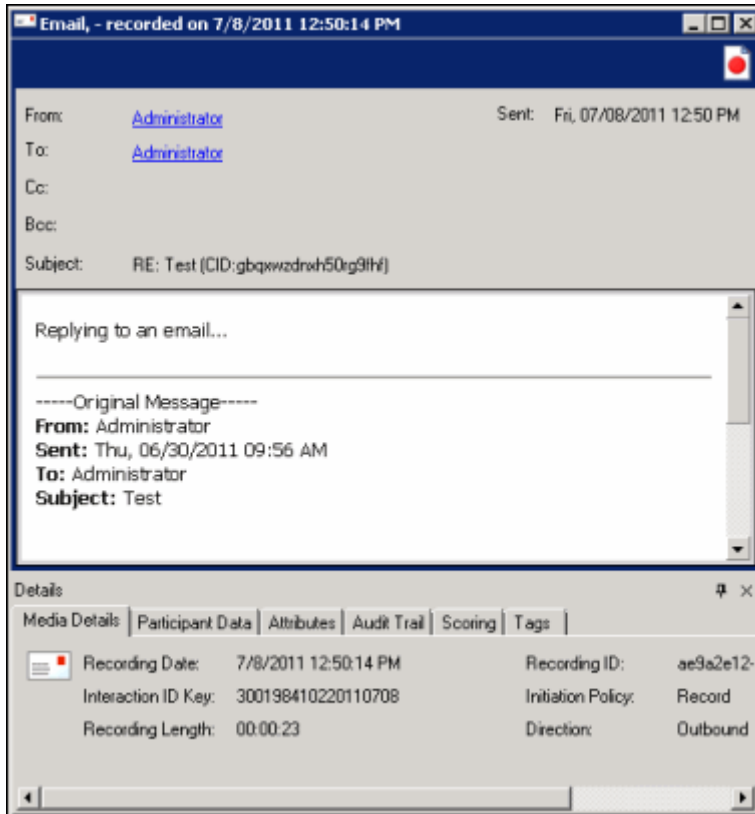 Email, - recorded on 7/8/2011 12:50:14 PM
From: Administrator Sent: Fri, 07/08/2011 12:50 PM
To: Administrator
Cc:
Bcc:
Subject: RE: Test (CID:gbqxwzdnxh50rg9fhf)
Replying to an email...
-----Original Message-----
From: Administrator
Sent: Thu, 06/30/2011 09:56 AM
To: Administrator
Subject: Test
Details
Media Details Participant Data Attributes Audit Trail Scoring Tags
Recording Date: 7/8/2011 12:50:14 PM Recording ID: ae9a2e12-
Interaction ID Key: 300198410220110708 Initiation Policy: Record
Recording Length: 00:00:23 Direction: Outbound